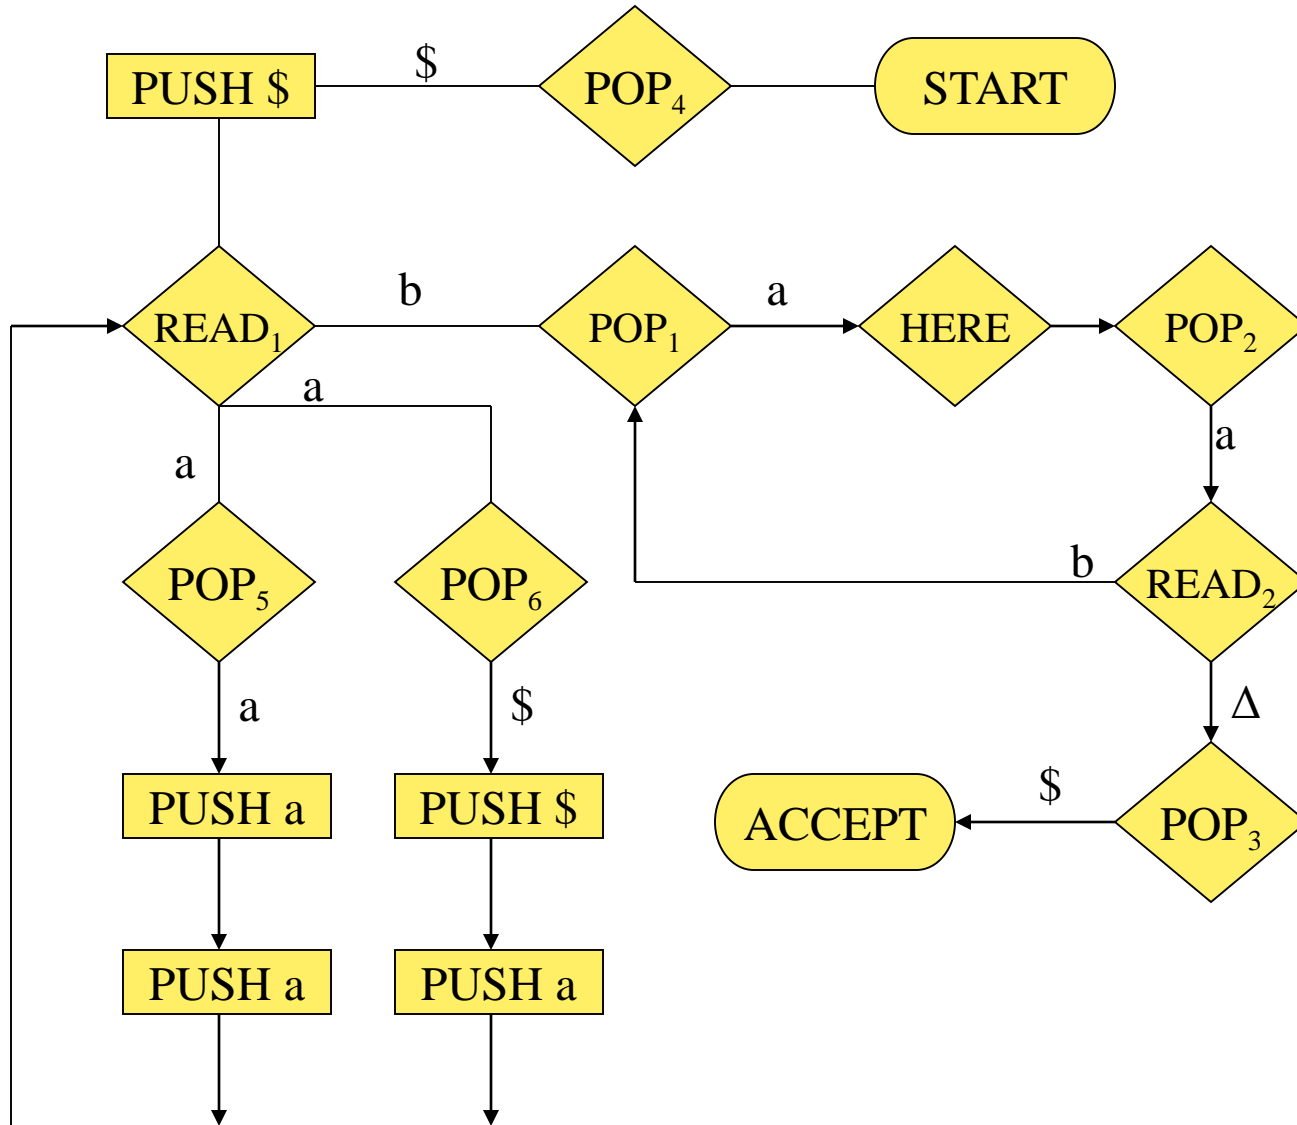 PUSH $
$
POP4
START
READ1
b
POP1
a
HERE
POP2
a
a
a
POP5
POP6
b
READ2
a
$
Δ
PUSH a
PUSH $
ACCEPT
$
POP3
PUSH a
PUSH a